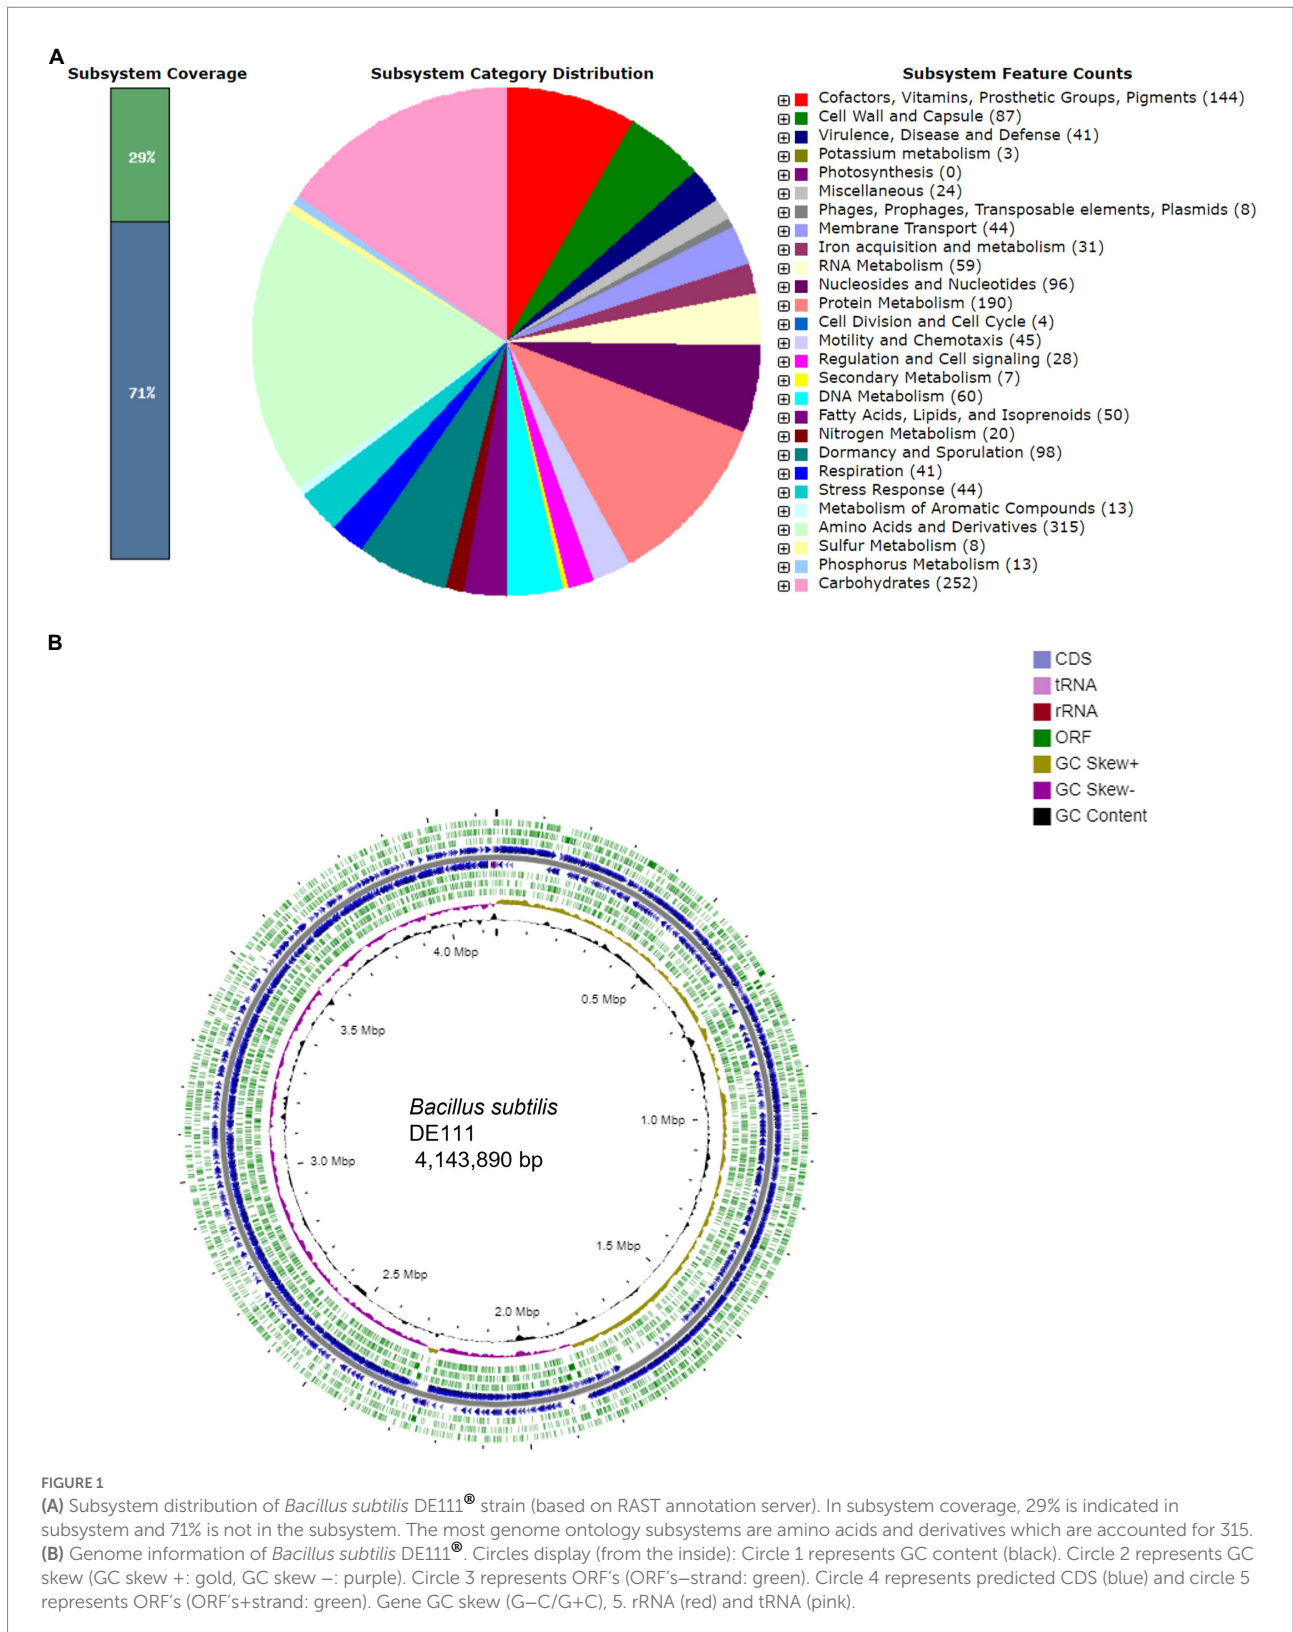 A
Subsystem Coverage
Subsystem Category Distribution
Subsystem Feature Counts
29%
71%
Cofactors, Vitamins, Prosthetic Groups, Pigments (144)
Cell Wall and Capsule (87)
Virulence, Disease and Defense (41)
Potassium metabolism (3)
Photosynthesis (0)
Miscellaneous (24)
Phages, Prophages, Transposable elements, Plasmids (8)
Membrane Transport (44)
Iron acquisition and metabolism (31)
RNA Metabolism (59)
Nucleosides and Nucleotides (96)
Protein Metabolism (190)
Cell Division and Cell Cycle (4)
Motility and Chemotaxis (45)
Regulation and Cell signaling (28)
Secondary Metabolism (7)
DNA Metabolism (60)
Fatty Acids, Lipids, and Isoprenoids (50)
Nitrogen Metabolism (20)
Dormancy and Sporulation (98)
Respiration (41)
Stress Response (44)
Metabolism of Aromatic Compounds (13)
Amino Acids and Derivatives (315)
Sulfur Metabolism (8)
Phosphorus Metabolism (13)
Carbohydrates (252)
B
CDS
tRNA
rRNA
ORF
GC Skew+
GC Skew-
GC Content
4.0 Mbp
0.5 Mbp
3.5 Mbp
1.0 Mbp
3.0 Mbp
1.5 Mbp
2.5 Mbp
2.0 Mbp
Bacillus subtilis
DE111
4,143,890 bp
FIGURE 1
(A) Subsystem distribution of Bacillus subtilis DE111® strain (based on RAST annotation server). In subsystem coverage, 29% is indicated in
subsystem and 71% is not in the subsystem. The most genome ontology subsystems are amino acids and derivatives which are accounted for 315.
(B) Genome information of Bacillus subtilis DE111®. Circles display (from the inside): Circle 1 represents GC content (black). Circle 2 represents GC
skew (GC skew +: gold, GC skew −: purple). Circle 3 represents ORF's (ORF's−strand: green). Circle 4 represents predicted CDS (blue) and circle 5
represents ORF's (ORF's+strand: green). Gene GC skew (G−C/G+C), 5. rRNA (red) and tRNA (pink).